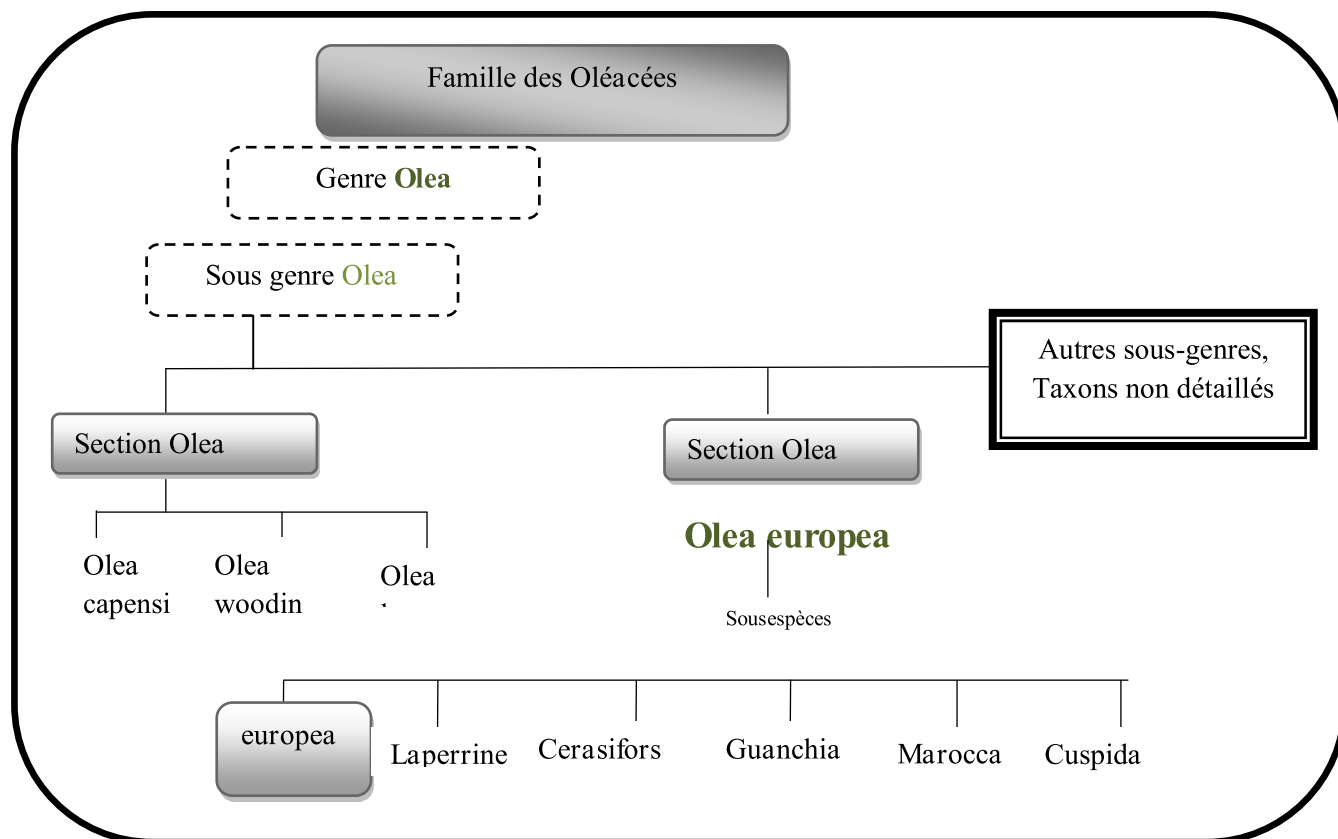 Famille des Oléacées
Genre Olea
Sous genre Olea
Autres sous-genres,
Taxons non détaillés
Section Olea
Section Olea
Olea europea
Olea
capensi
Olea
woodin
Olea
Sousespèces
europea
Laperrine
Cerasifors
Guanchia
Marocca
Cuspida